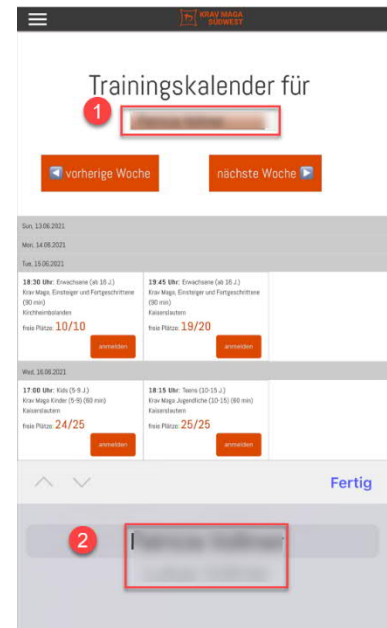 KRAV MAGA
SÜDWEST
Trainingskalender für
1
vorherige Woche
nächste Woche
Sun, 13.06.2021
Mon, 14.06.2021
Tue, 15.06.2021
18:30 Uhr: Erwachsene (ab 16 J.)
Krav Maga, Einsteiger und Fortgeschrittene
(90 min)
Kirchheimbolanden
freie Plätze: 10/10
anmelden
19:45 Uhr: Erwachsene (ab 16 J.)
Krav Maga, Einsteiger und Fortgeschrittene
(90 min)
Kaiserslautern
freie Plätze: 19/20
anmelden
Wed, 16.06.2021
17:00 Uhr: Kids (5-9 J.)
Krav Maga Kinder (5-9) (60 min)
Kaiserslautern
freie Plätze: 24/25
anmelden
18:15 Uhr: Teens (10-15 J.)
Krav Maga Jugendliche (10-15) (60 min)
Kaiserslautern
freie Plätze: 25/25
anmelden
Fertig
2